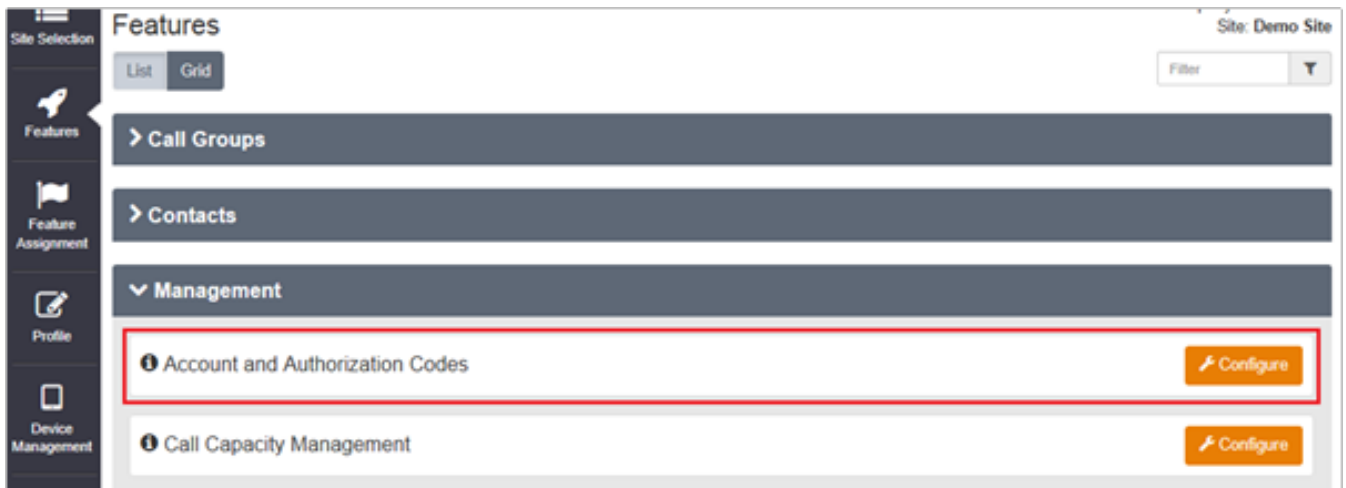 Site Selection
Features
Feature
Assignment
Profile
Device
Management
Features
Site: Demo Site
List Grid
Filter
Call Groups
Contacts
Management
Account and Authorization Codes
Configure
Call Capacity Management
Configure